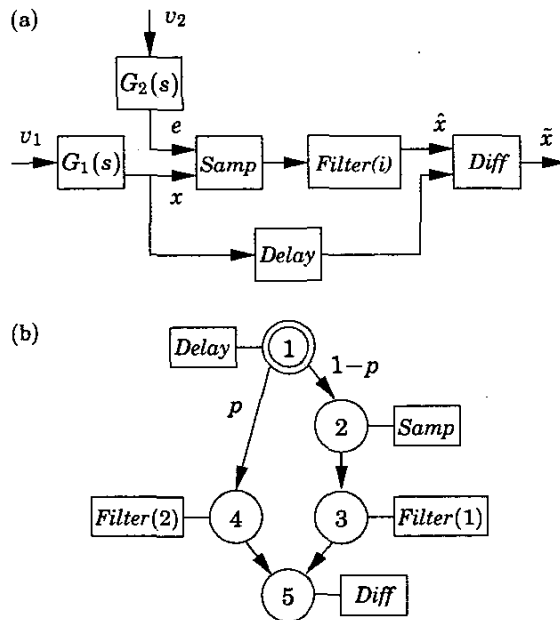 (a)
v₂
G₂(s)
e
v₁
G₁(s)
x
Samp
Filter(i)
x̂
Diff
x̃
Delay
(b)
Delay
1
1−p
p
2
Samp
Filter(2)
4
3
Filter(1)
5
Diff